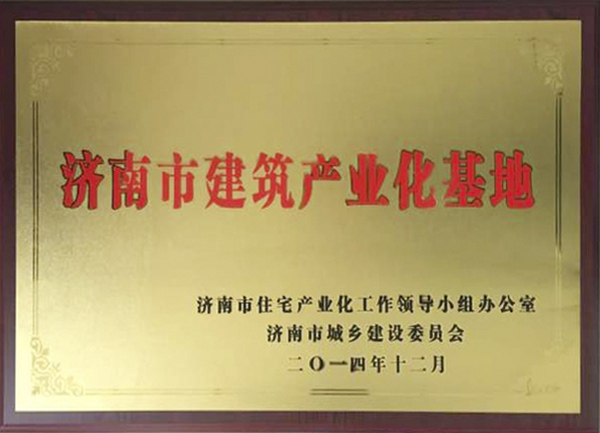 济南市建筑产业化基地
济南市住宅产业化工作领导小组办公室
济南市城乡建设委员会
二〇一四年十二月